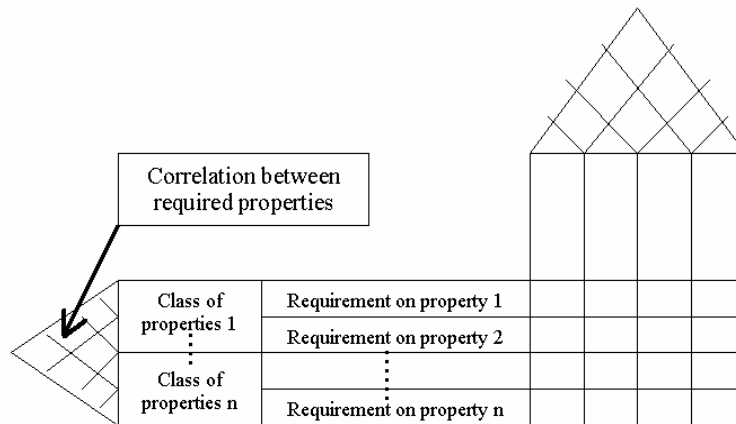 Correlation between
required properties
Class of
properties 1
Requirement on property 1
Requirement on property 2
Class of
properties n
Requirement on property n